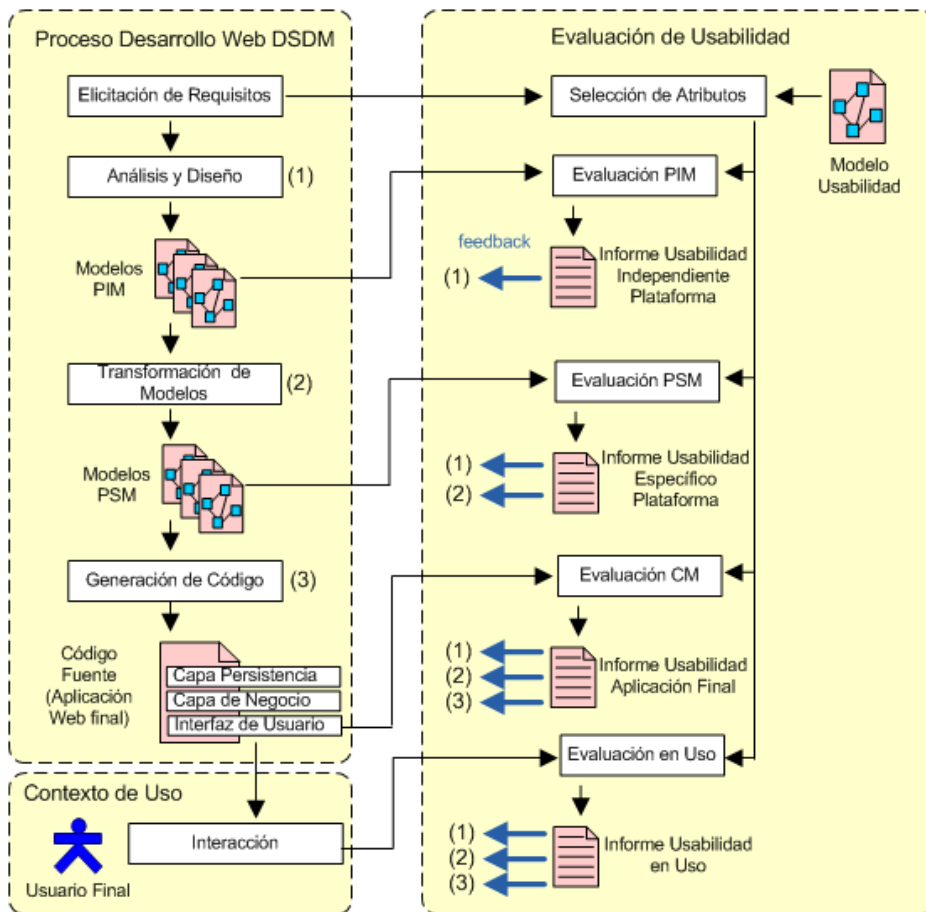 Proceso Desarrollo Web DSDM
Elicitación de Requisitos
Análisis y Diseño
(1)
Modelos
PIM
Transformación de
Modelos
(2)
Modelos
PSM
Generación de Código
(3)
Código
Fuente
(Aplicación
Web final)
Capa Persistencia
Capa de Negocio
Interfaz de Usuario
Contexto de Uso
Interacción
Usuario Final
Evaluación de Usabilidad
Selección de Atributos
Modelo
Usabilidad
Evaluación PIM
feedback
(1)
Informe Usabilidad
Independiente
Plataforma
Evaluación PSM
(1)
(2)
Informe Usabilidad
Específico
Plataforma
Evaluación CM
(1)
(2)
(3)
Informe Usabilidad
Aplicación Final
Evaluación en Uso
(1)
(2)
(3)
Informe Usabilidad
en Uso